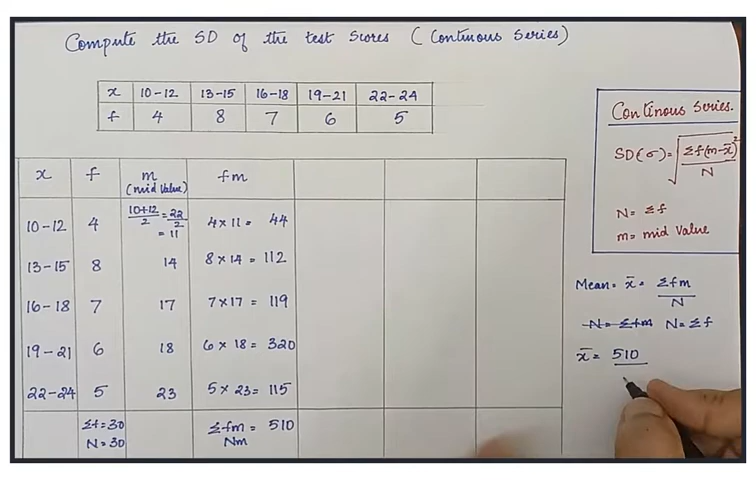 Compute the SD of the test Scores (Continuous Series)
x 10-12 13-15 16-18 19-21 22-24
f 4 8 7 6 5
Continous Series.
SD(σ) = √Σf(m-x̄)²/N
N = Σf
m = mid Value
x f m fm
(mid Value)
10-12 4 10+12/2 = 22/2 = 11 4 × 11 = 44
13-15 8 14 8 × 14 = 112
16-18 7 17 7 × 17 = 119
19-21 6 18 6 × 18 = 320
22-24 5 23 5 × 23 = 115
Σf = 30 Σfm = 510
N = 30 Nm
Mean = x̄ = Σfm/N
N = Σfm N = Σf
x̄ = 510